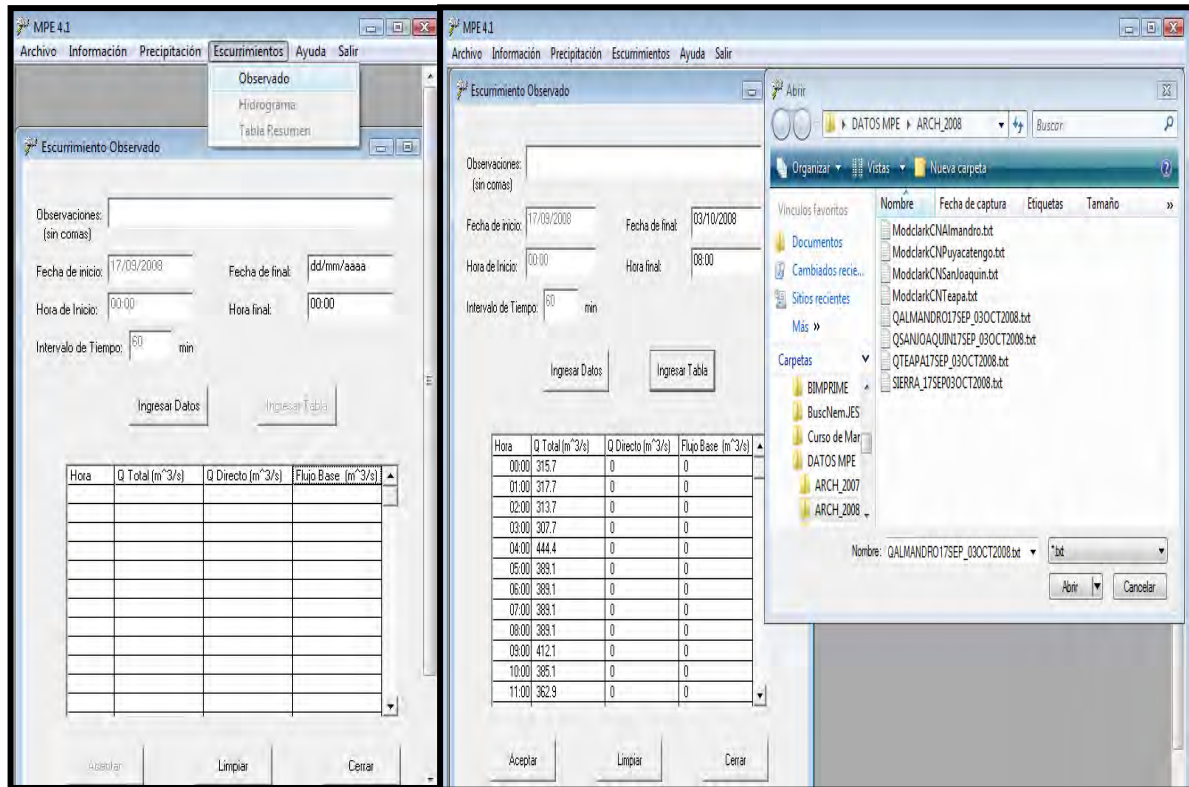 MPE 4.1
Archivo Información Precipitación Escurrimientos Ayuda Salir
Observado
Hidrograma
Tabla Resumen
Escurrimiento Observado
Observaciones:
(sin comas)
Fecha de inicio: 17/09/2008 Fecha de final: dd/mm/aaaa
Hora de Inicio: 00:00 Hora final: 00:00
Intervalo de Tiempo: 60 min
Ingresar Datos Ingresar Tabla
Hora Q Total (m^3/s) Q Directo (m^3/s) Flujo Base (m^3/s)
Aceptar Limpiar Cerrar
MPE 4.1
Archivo Información Precipitación Escurrimientos Ayuda Salir
Escurrimiento Observado
Observaciones:
(sin comas)
Fecha de inicio: 17/09/2008 Fecha de final: 03/10/2008
Hora de Inicio: 00:00 Hora final: 08:00
Intervalo de Tiempo: 60 min
Ingresar Datos Ingresar Tabla
Hora Q Total (m^3/s) Q Directo (m^3/s) Flujo Base (m^3/s)
00:00 315.7 0 0
01:00 317.7 0 0
02:00 313.7 0 0
03:00 307.7 0 0
04:00 444.4 0 0
05:00 389.1 0 0
06:00 389.1 0 0
07:00 389.1 0 0
08:00 389.1 0 0
09:00 412.1 0 0
10:00 385.1 0 0
11:00 362.9 0 0
Aceptar Limpiar Cerrar
Abrir
DATOS MPE ARCH_2008 Buscar
Organizar Vistas Nueva carpeta
Vínculos favoritos
Documentos
Cambiados recie...
Sitios recientes
Más »
Carpetas
BIMPRIME
BuscNemJES
Curso de Mar
DATOS MPE
ARCH_2007
ARCH_2008
Nombre Fecha de captura Etiquetas Tamaño »
ModclarkCNAlmandro.txt
ModclarkCNPuyacatengo.txt
ModclarkCNSanJoaquin.txt
ModclarkCNTeapa.txt
QALMANDRO17SEP_03OCT2008.txt
QSANJOAQUIN17SEP_03OCT2008.txt
QTEAPA17SEP_03OCT2008.txt
SIERRA_17SEP03OCT2008.txt
Nombre: QALMANDRO17SEP_03OCT2008.txt *.txt
Abrir Cancelar